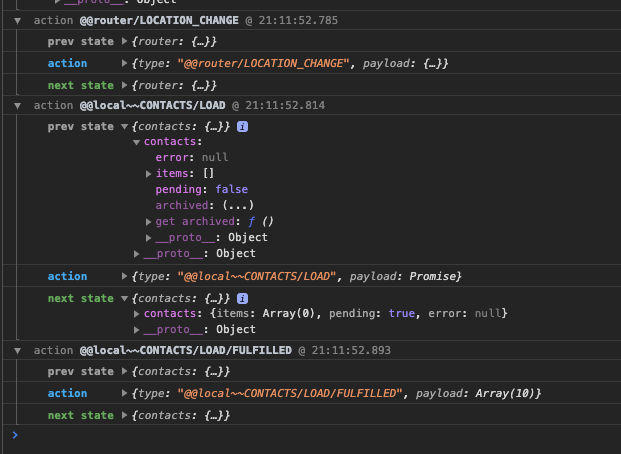 __proto__: Object
action @@router/LOCATION_CHANGE @ 21:11:52.785
prev state {router: {…}}
action {type: "@@router/LOCATION_CHANGE", payload: {…}}
next state {router: {…}}
action @@local~~CONTACTS/LOAD @ 21:11:52.814
prev state {contacts: {…}} i
contacts:
error: null
items: []
pending: false
archived: (...)
get archived: ƒ ()
__proto__: Object
__proto__: Object
action {type: "@@local~~CONTACTS/LOAD", payload: Promise}
next state {contacts: {…}} i
contacts: {items: Array(0), pending: true, error: null}
__proto__: Object
action @@local~~CONTACTS/LOAD/FULFILLED @ 21:11:52.893
prev state {contacts: {…}}
action {type: "@@local~~CONTACTS/LOAD/FULFILLED", payload: Array(10)}
next state {contacts: {…}}